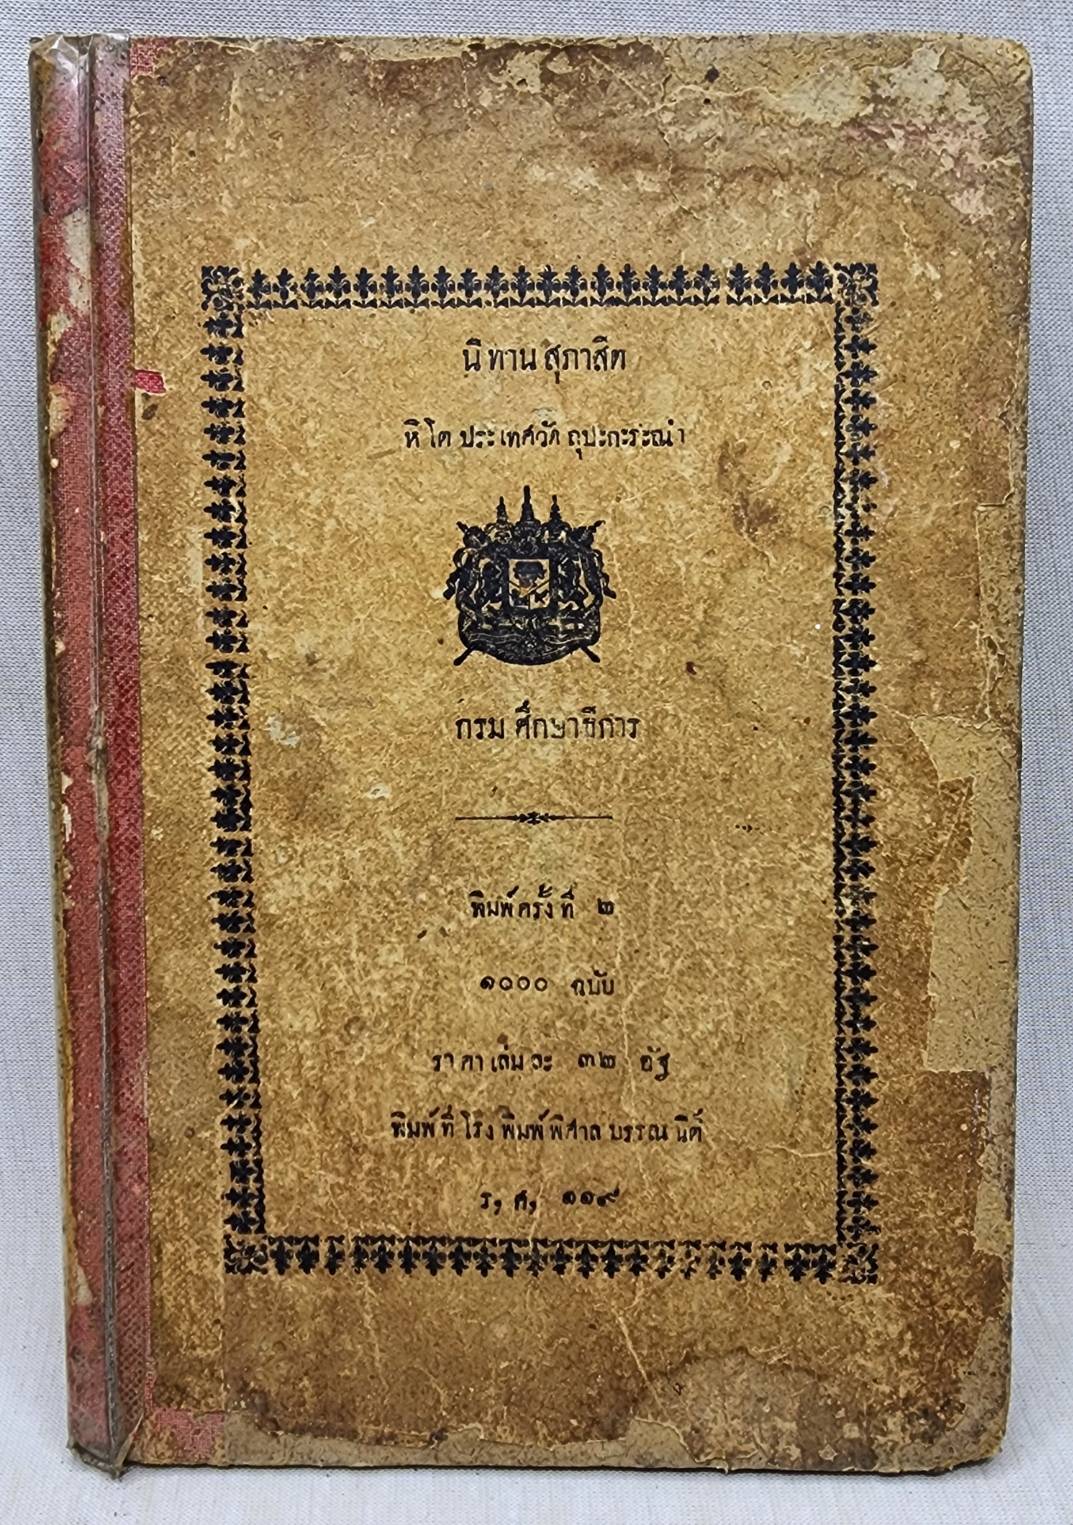 นิทานสุภาสิต
หิโตประเทศวัตถุปะกะระณำ
กรมศึกษาธิการ
พิมพ์ครั้งที่ ๒
๑๐๐๐ ฉบับ
ราคาเล่มละ ๓๒ อัฐ
พิมพ์ที่โรงพิมพ์พิศาลบรรณนิติ์
ร, ศ, ๑๑๙